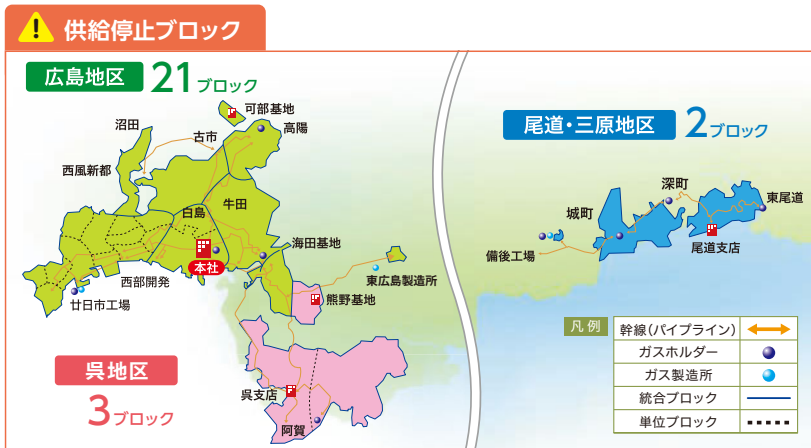 供給停止ブロック
広島地区 21ブロック
可部基地
沼田
古市
高陽
西風新都
白島
牛田
海田基地
本社
西部開発
東広島製造所
廿日市工場
熊野基地
呉地区
3ブロック
呉支店
阿賀
尾道・三原地区 2ブロック
深町
東尾道
城町
備後工場
尾道支店
凡例
幹線(パイプライン)
ガスホルダー
ガス製造所
統合ブロック
単位ブロック